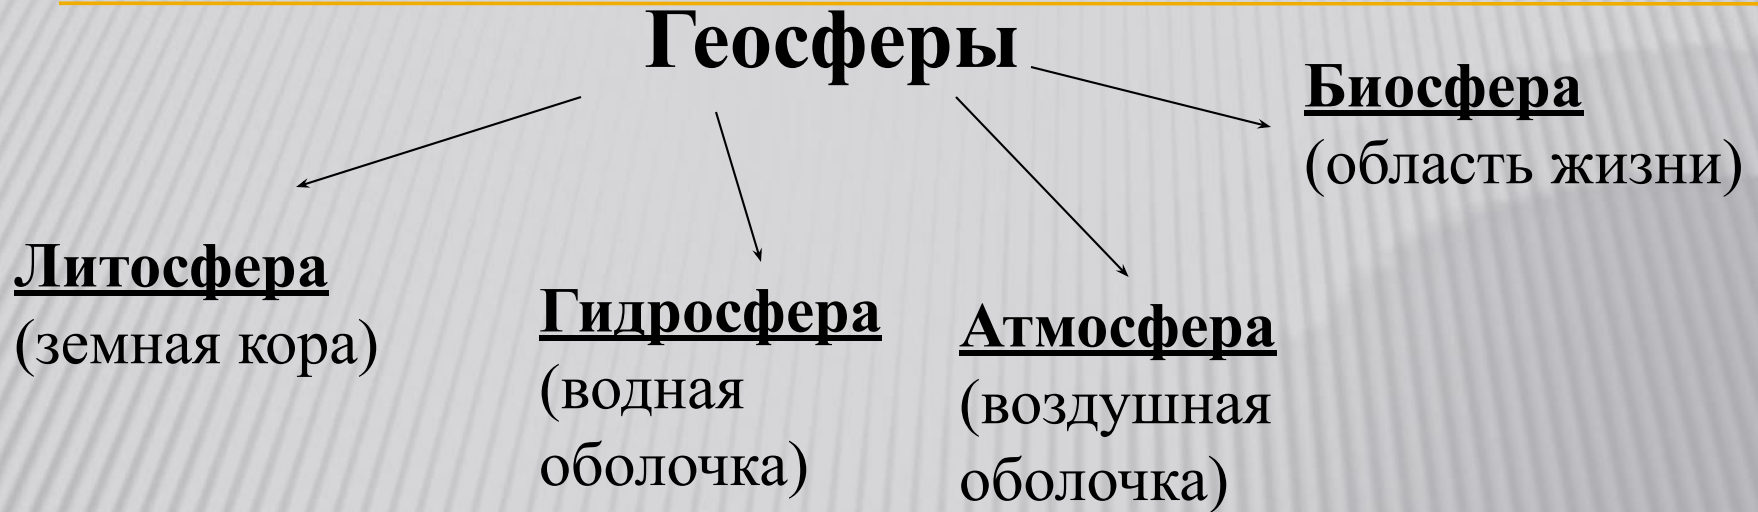 Геосферы
Биосфера
(область жизни)
Литосфера
(земная кора)
Гидросфера
(водная
оболочка)
Атмосфера
(воздушная
оболочка)